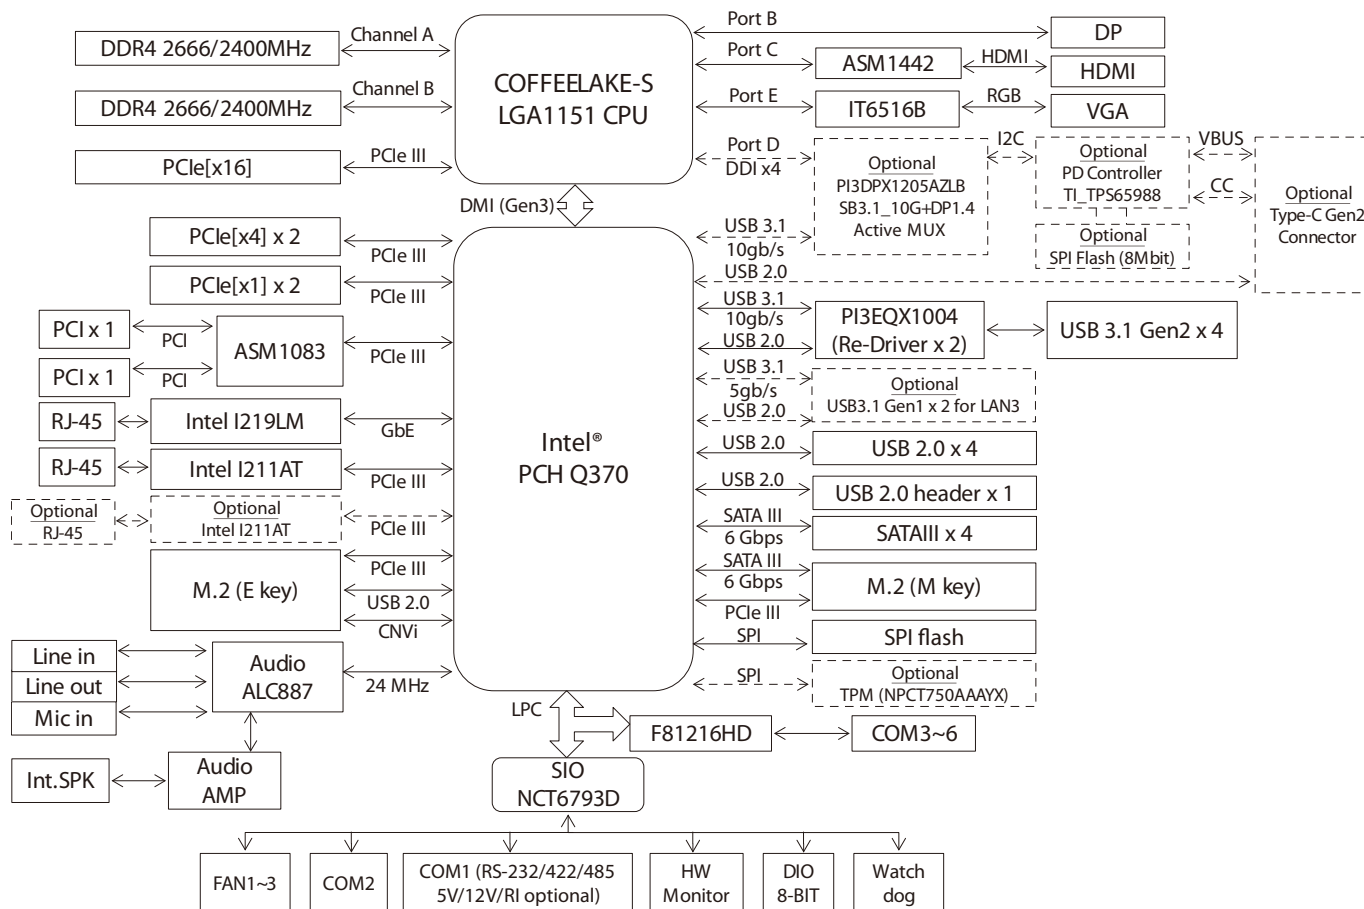 DDR4 2666/2400MHz
Channel A
DDR4 2666/2400MHz
Channel B
PCIe[x16]
PCIe III
COFFEELAKE-S
LGA1151 CPU
Port B
DP
Port C
ASM1442
HDMI
HDMI
Port E
IT6516B
RGB
VGA
Port D
DDI x4
Optional
PI3DPX1205AZLB
SB3.1_10G+DP1.4
Active MUX
I2C
Optional
PD Controller
TI_TPS65988
VBUS
CC
Optional
Type-C Gen2
Connector
Optional
SPI Flash (8Mbit)
DMI (Gen3)
USB 3.1
10gb/s
USB 2.0
PCIe[x4] x 2
PCIe III
PCIe[x1] x 2
PCIe III
PCI x 1
PCI
PCI x 1
PCI
ASM1083
PCIe III
RJ-45
Intel I219LM
GbE
RJ-45
Intel I211AT
PCIe III
Optional
RJ-45
Optional
Intel I211AT
PCIe III
M.2 (E key)
PCIe III
USB 2.0
CNVi
Line in
Line out
Mic in
Audio
ALC887
24 MHz
Int.SPK
Audio
AMP
Intel®
PCH Q370
USB 3.1
10gb/s
USB 2.0
PI3EQX1004
(Re-Driver x 2)
USB 3.1 Gen2 x 4
USB 3.1
5gb/s
USB 2.0
Optional
USB3.1 Gen1 x 2 for LAN3
USB 2.0
USB 2.0 x 4
USB 2.0
USB 2.0 header x 1
SATA III
6 Gbps
SATAIII x 4
SATA III
6 Gbps
PCIe III
M.2 (M key)
SPI
SPI flash
SPI
Optional
TPM (NPCT750AAAYX)
LPC
F81216HD
COM3~6
SIO
NCT6793D
FAN1~3
COM2
COM1 (RS-232/422/485
5V/12V/RI optional)
HW
Monitor
DIO
8-BIT
Watch
dog